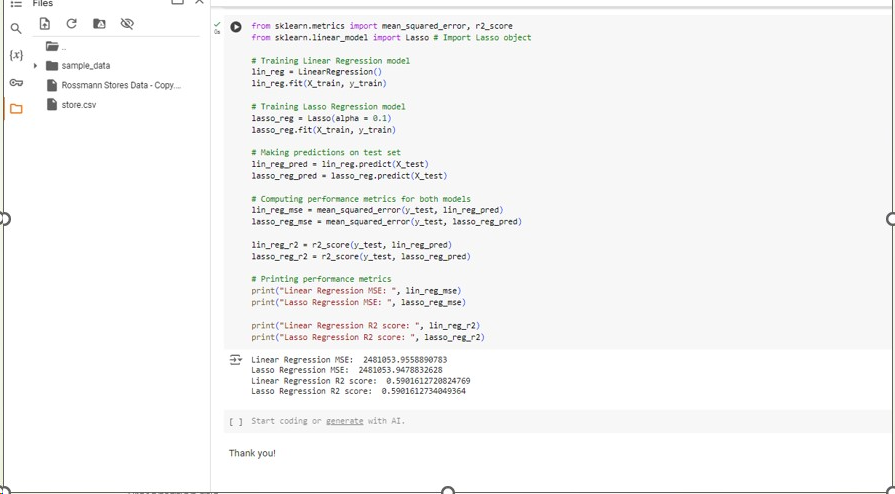 Files
..
sample_data
Rossmann Stores Data - Copy...
store.csv
{x}
0s
from sklearn.metrics import mean_squared_error, r2_score
from sklearn.linear_model import Lasso # Import Lasso object
# Training Linear Regression model
lin_reg = LinearRegression()
lin_reg.fit(X_train, y_train)
# Training Lasso Regression model
lasso_reg = Lasso(alpha = 0.1)
lasso_reg.fit(X_train, y_train)
# Making predictions on test set
lin_reg_pred = lin_reg.predict(X_test)
lasso_reg_pred = lasso_reg.predict(X_test)
# Computing performance metrics for both models
lin_reg_mse = mean_squared_error(y_test, lin_reg_pred)
lasso_reg_mse = mean_squared_error(y_test, lasso_reg_pred)
lin_reg_r2 = r2_score(y_test, lin_reg_pred)
lasso_reg_r2 = r2_score(y_test, lasso_reg_pred)
# Printing performance metrics
print("Linear Regression MSE: ", lin_reg_mse)
print("Lasso Regression MSE: ", lasso_reg_mse)
print("Linear Regression R2 score: ", lin_reg_r2)
print("Lasso Regression R2 score: ", lasso_reg_r2)
Linear Regression MSE:  2481053.9558890783
Lasso Regression MSE:  2481053.9478832628
Linear Regression R2 score:  0.5901612720824769
Lasso Regression R2 score:  0.5901612734049364
[ ] Start coding or generate with AI.
Thank you!